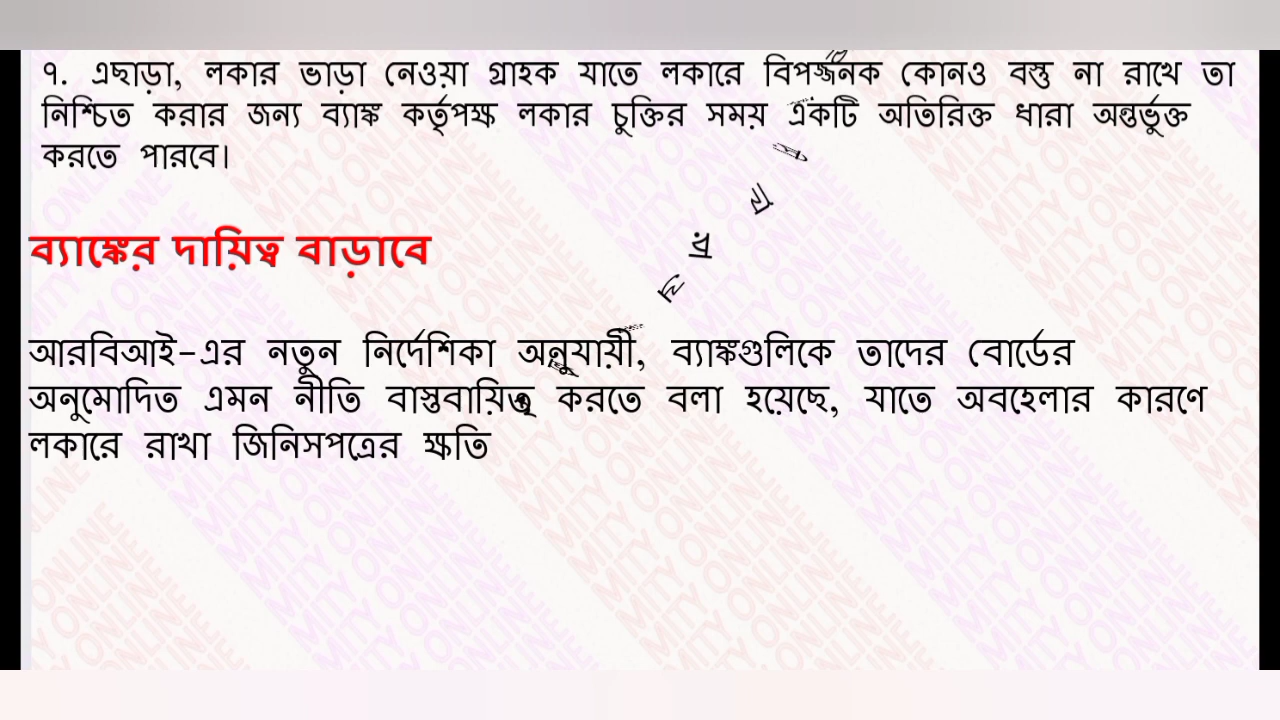 ৭. এছাড়া, লকার ভাড়া নেওয়া গ্রাহক যাতে লকারে বিপজ্জনক কোনও বস্তু না রাখে তা
নিশ্চিত করার জন্য ব্যাঙ্ক কর্তৃপক্ষ লকার চুক্তির সময় একটি অতিরিক্ত ধারা অন্তর্ভুক্ত
করতে পারবে।
ব্যাঙ্কের দায়িত্ব বাড়াবে
আরবিআই-এর নতুন নির্দেশিকা অনুযায়ী, ব্যাঙ্কগুলিকে তাদের বোর্ডের
অনুমোদিত এমন নীতি বাস্তবায়িত করতে বলা হয়েছে, যাতে অবহেলার কারণে
লকারে রাখা জিনিসপত্রের ক্ষতি
MITY ONLINE